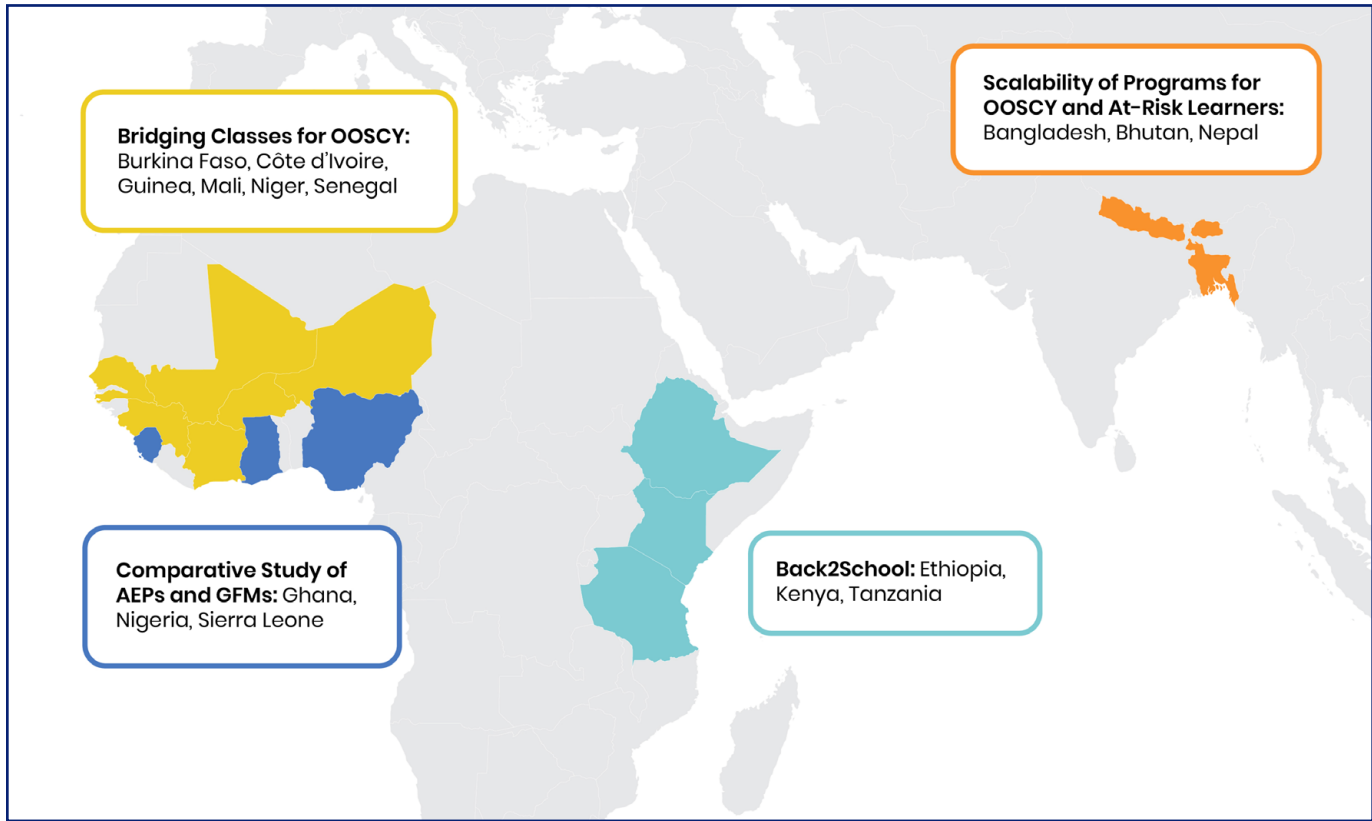 Bridging Classes for OOSCY:
Burkina Faso, Côte d’Ivoire,
Guinea, Mali, Niger, Senegal
Scalability of Programs for
OOSCY and At-Risk Learners:
Bangladesh, Bhutan, Nepal
Comparative Study of
AEPs and GFMs: Ghana,
Nigeria, Sierra Leone
Back2School: Ethiopia,
Kenya, Tanzania